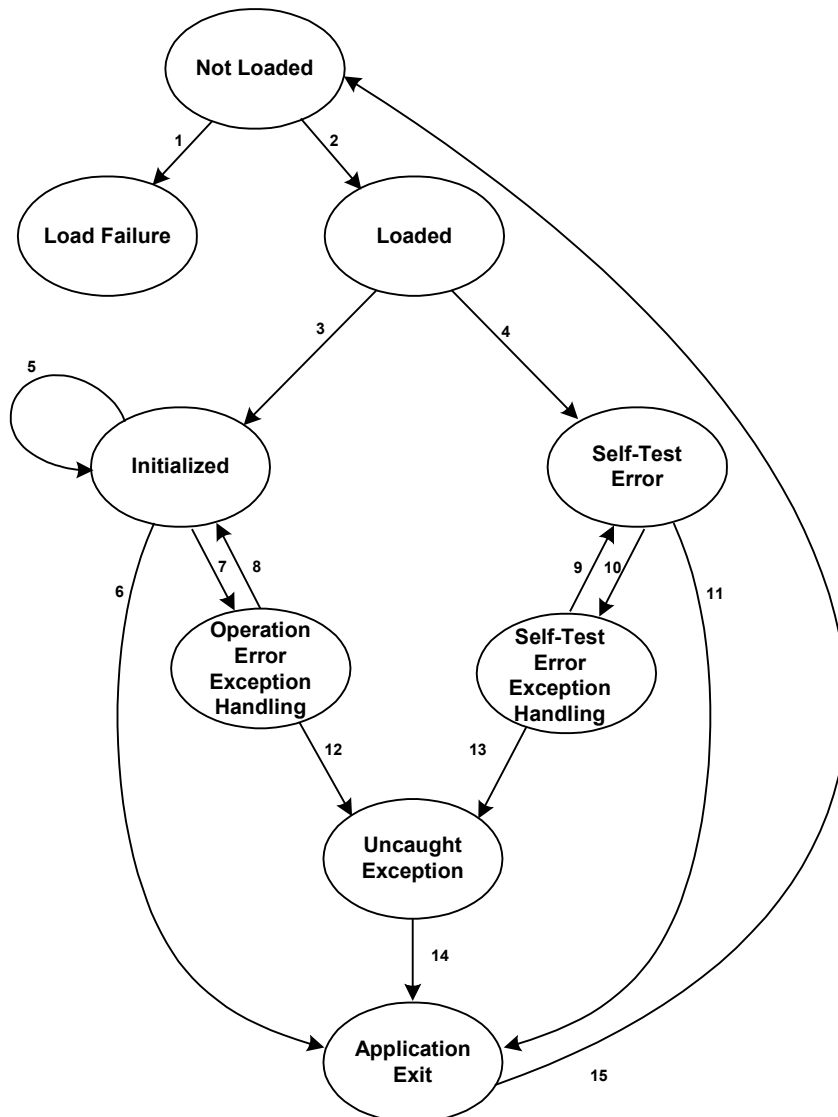 Not Loaded
1
2
Load Failure
Loaded
3
4
5
Initialized
Self-Test
Error
6
7
8
9
10
11
Operation
Error
Exception
Handling
Self-Test
Error
Exception
Handling
12
13
Uncaught
Exception
14
Application
Exit
15